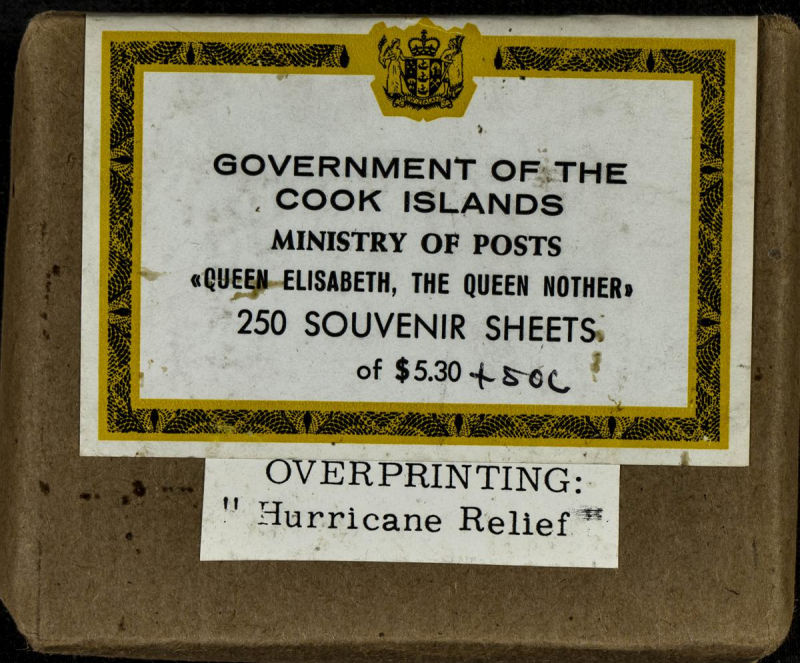 GOVERNMENT OF THE
COOK ISLANDS
MINISTRY OF POSTS
«QUEEN ELISABETH, THE QUEEN NOTHER»
250 SOUVENIR SHEETS
of $5.30 +50c
OVERPRINTING:
"Hurricane Relief"